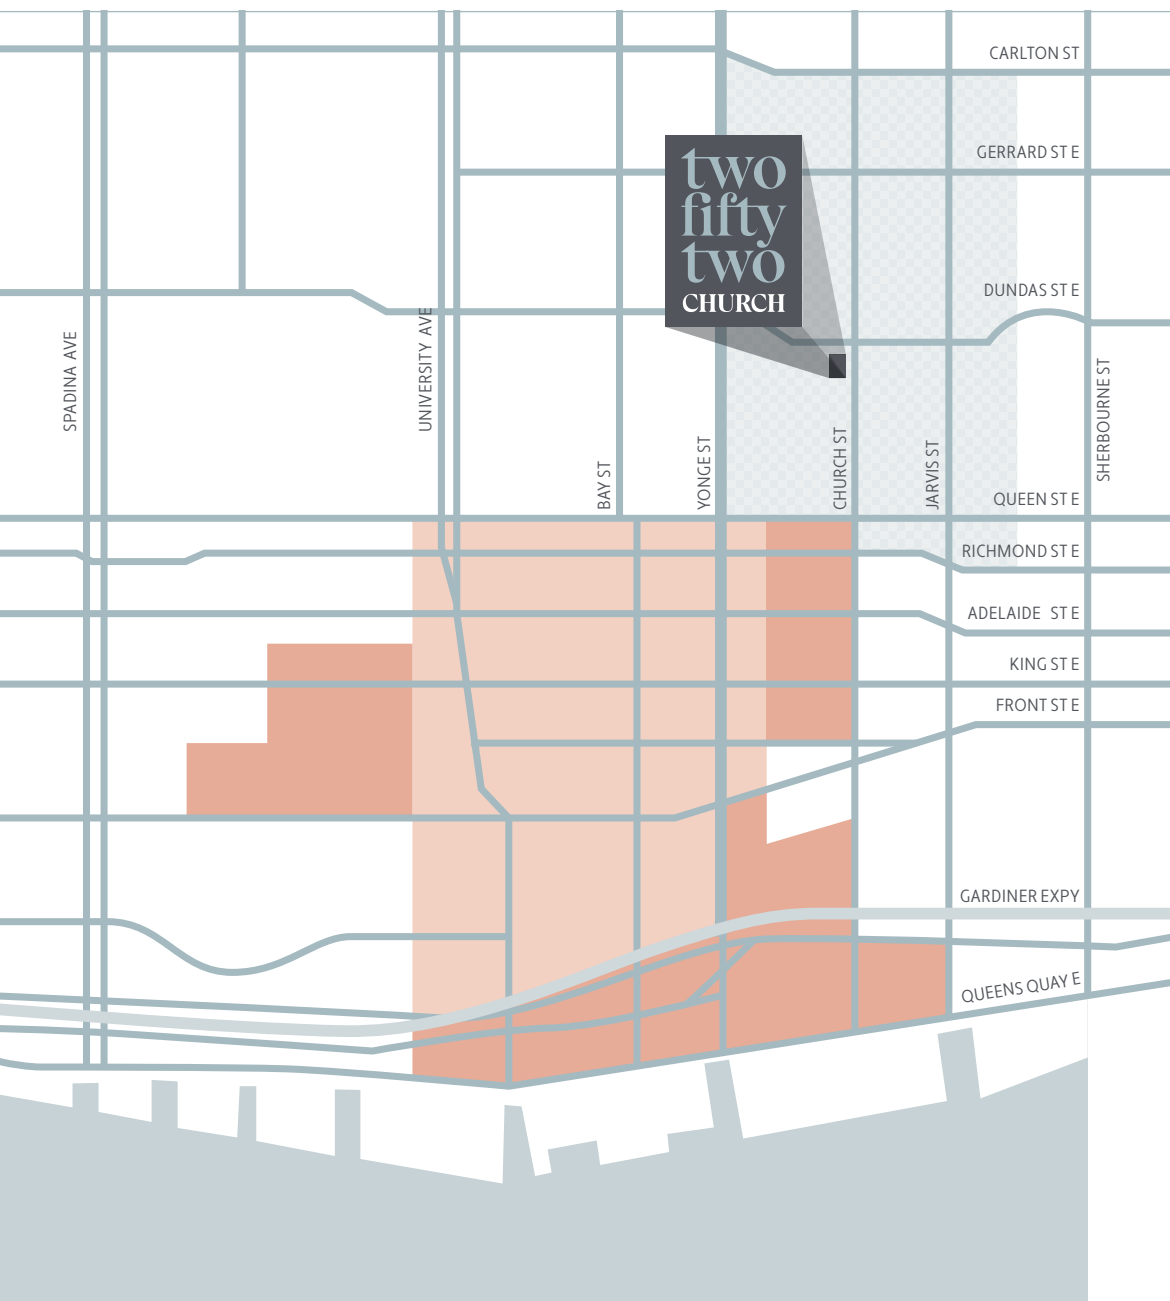 CARLTON ST
GERRARD ST E
two
fifty
two
CHURCH
DUNDAS ST E
SPADINA AVE
UNIVERSITY AVE
BAY ST
YONGE ST
CHURCH ST
JARVIS ST
SHERBOURNE ST
QUEEN ST E
RICHMOND ST E
ADELAIDE ST E
KING ST E
FRONT ST E
GARDINER EXPY
QUEENS QUAY E